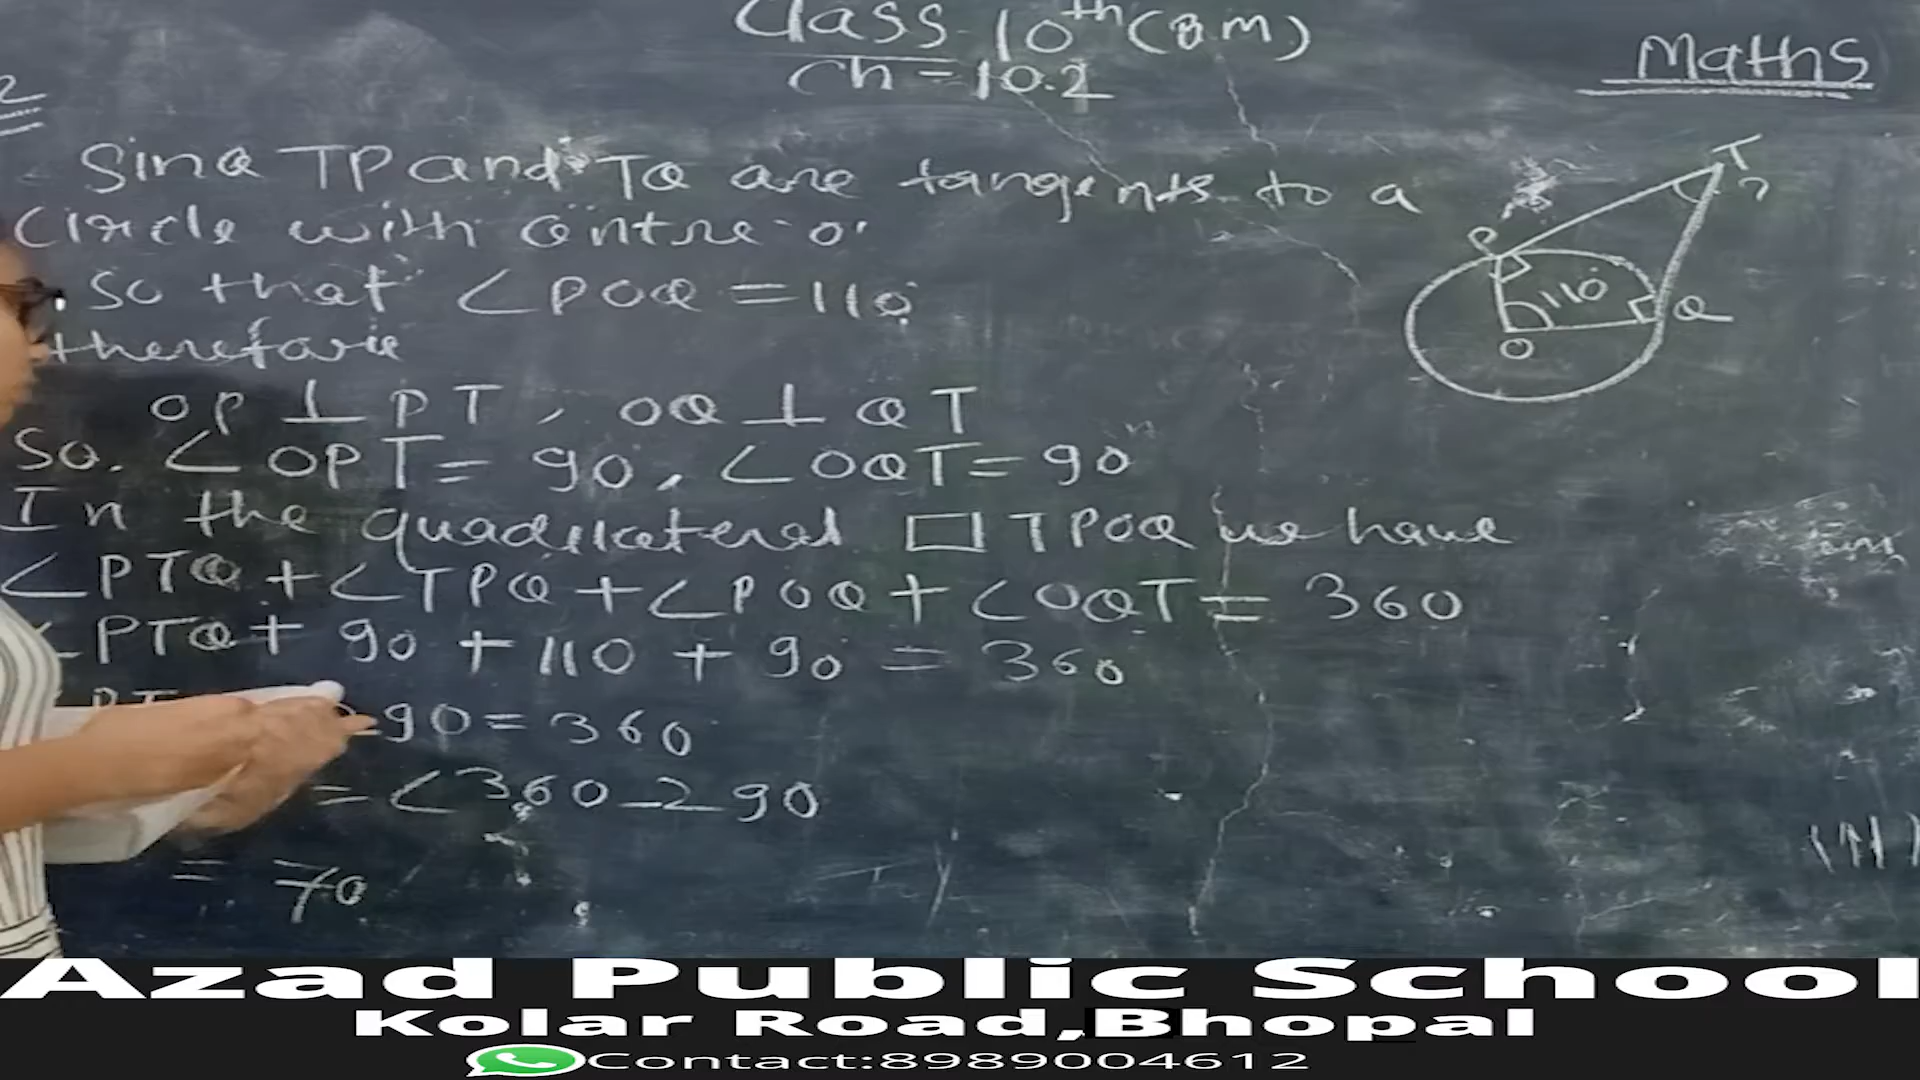 Class 10th (B.M)
Ch = 10.2
Maths
2
Sinc TP and TQ are tangents to a
Circle with centre o.
So that ∠POQ = 110
therefore
OP ⊥ PT, OQ ⊥ QT
So. ∠OPT = 90, ∠OQT = 90
In the quadrilateral □ TPOQ we have
∠PTQ + ∠TPQ + ∠POQ + ∠OQT = 360
∠PTQ + 90 + 110 + 90 = 360
90 = 360
= ∠360 - 290
= 70
T
?
P
110°
Q
O
Azad Public School
Kolar Road,Bhopal
Contact:8989004612